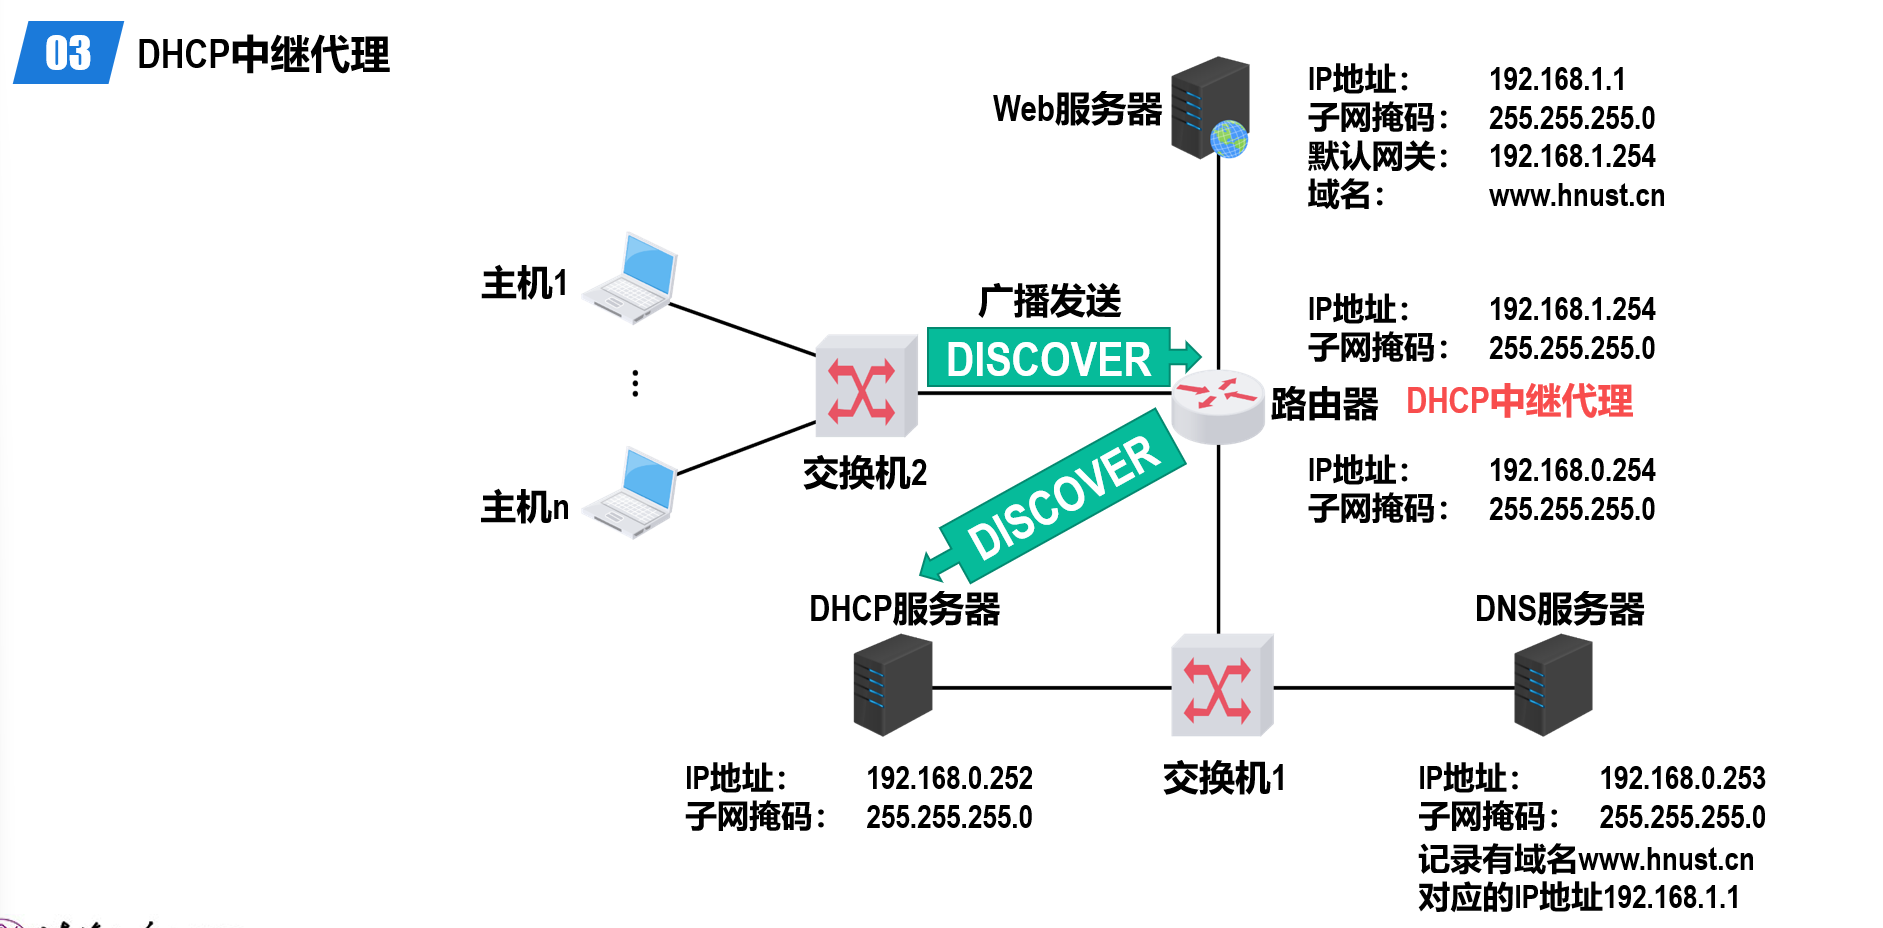 03 DHCP中继代理
Web服务器
IP地址： 192.168.1.1
子网掩码： 255.255.255.0
默认网关： 192.168.1.254
域名： www.hnust.cn
主机1
广播发送
DISCOVER
IP地址： 192.168.1.254
子网掩码： 255.255.255.0
路由器 DHCP中继代理
交换机2
主机n
DISCOVER
IP地址： 192.168.0.254
子网掩码： 255.255.255.0
DHCP服务器
DNS服务器
IP地址： 192.168.0.252
子网掩码： 255.255.255.0
交换机1
IP地址： 192.168.0.253
子网掩码： 255.255.255.0
记录有域名www.hnust.cn
对应的IP地址192.168.1.1